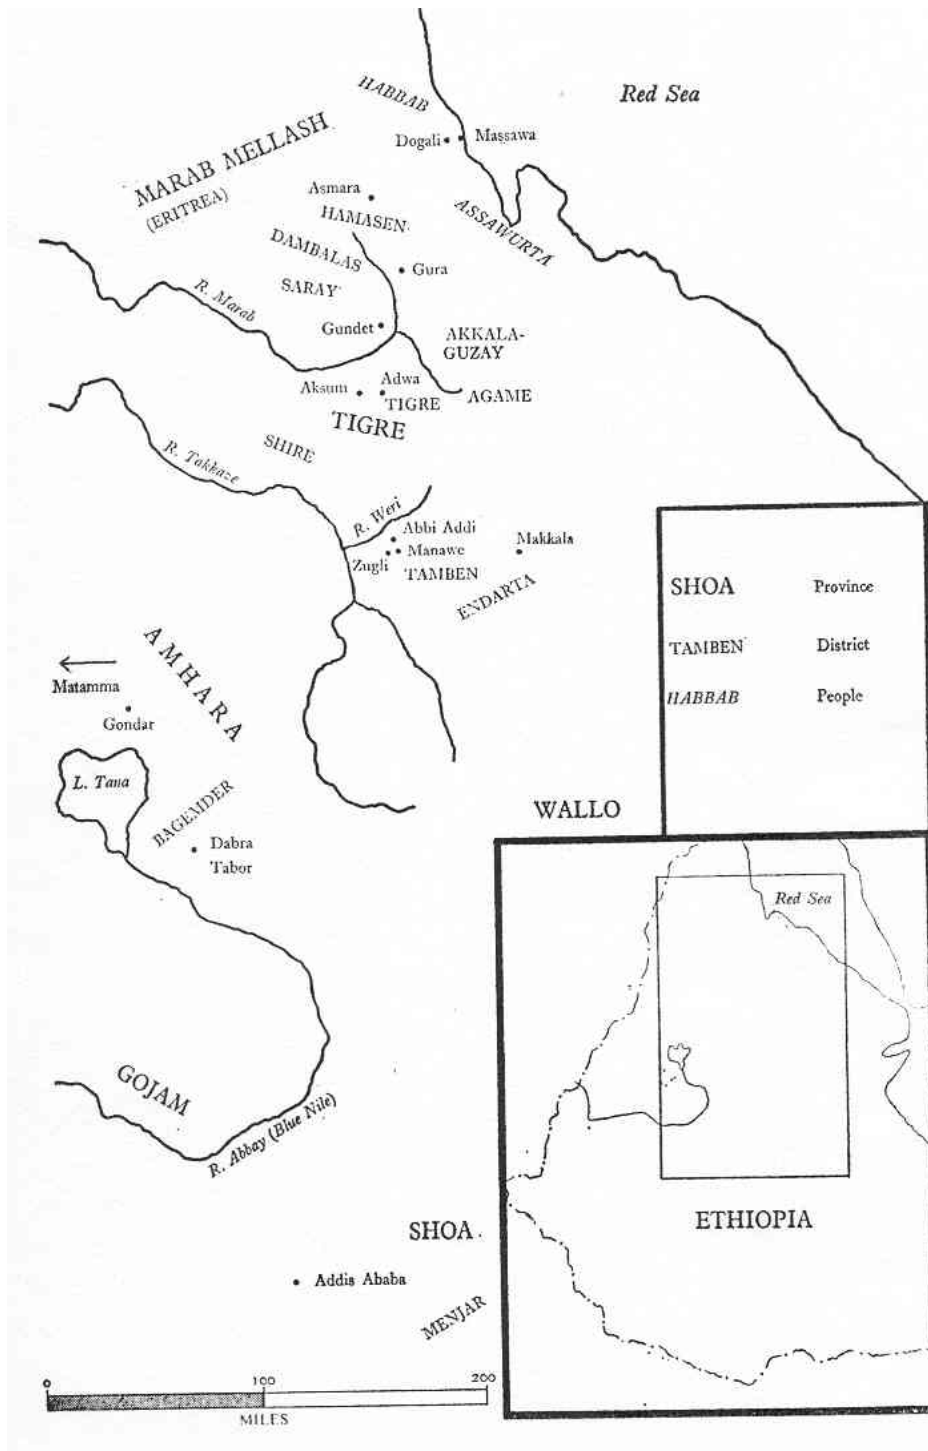 Red Sea
HABBAB
Dogali
Massawa
MARAB MELLASH
(ERITREA)
Asmara
HAMASEN
ASSAWURTA
DAMBALAS
Gura
SARAY
R. Marab
Gundet
AKKALA-
GUZAY
Adwa
Aksum
TIGRE
AGAME
TIGRE
SHIRE
R. Takkaze
R. Weri
Abbi Addi
Manawe
Makkala
Zugli
TAMBEN
ENDARTA
SHOA Province
TAMBEN District
HABBAB People
AMHARA
Matamma
Gondar
L. Tana
BAGEMDER
WALLO
Dabra
Tabor
Red Sea
GOJAM
R. Abbay (Blue Nile)
ETHIOPIA
SHOA
Addis Ababa
MENJAR
0 100 200
MILES